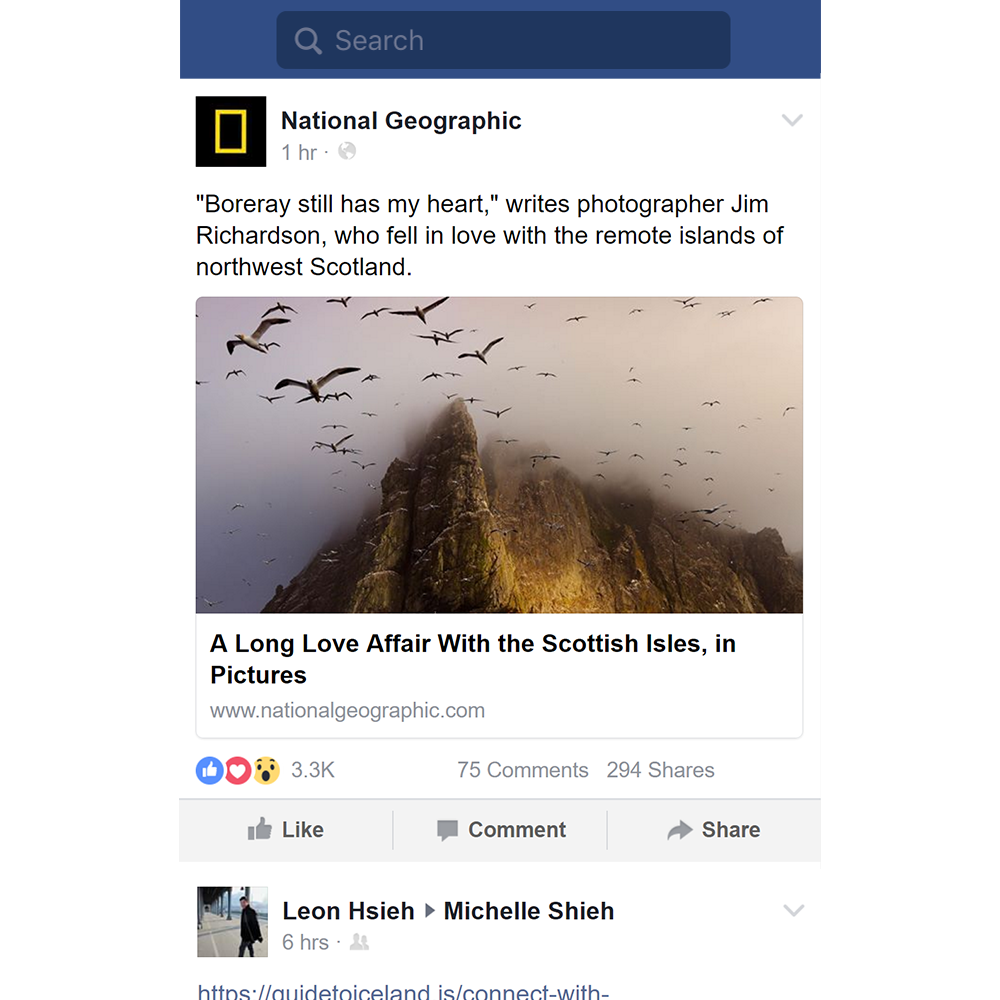 Search
National Geographic
1 hr ·
"Boreray still has my heart," writes photographer Jim
Richardson, who fell in love with the remote islands of
northwest Scotland.
A Long Love Affair With the Scottish Isles, in
Pictures
www.nationalgeographic.com
3.3K 75 Comments 294 Shares
Like Comment Share
Leon Hsieh ▸ Michelle Shieh
6 hrs ·
https://guidetoiceland.is/connect-with-